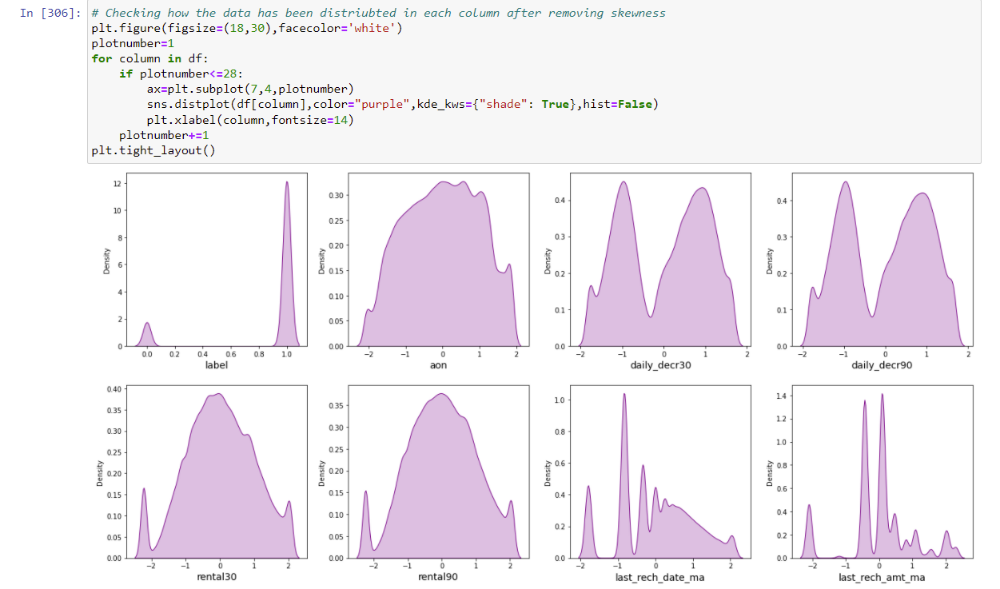 In [306]: # Checking how the data has been distriubted in each column after removing skewness
plt.figure(figsize=(18,30),facecolor='white')
plotnumber=1
for column in df:
    if plotnumber<=28:
        ax=plt.subplot(7,4,plotnumber)
        sns.distplot(df[column],color="purple",kde_kws={"shade": True},hist=False)
        plt.xlabel(column,fontsize=14)
    plotnumber+=1
plt.tight_layout()
12
10
8
6
4
2
0
Density
0.0 0.2 0.4 0.6 0.8 1.0
label
0.30
0.25
0.20
0.15
0.10
0.05
0.00
Density
−2 −1 0 1 2
aon
0.4
0.3
0.2
0.1
0.0
Density
−2 −1 0 1 2
daily_decr30
0.4
0.3
0.2
0.1
0.0
Density
−2 −1 0 1 2
daily_decr90
0.40
0.35
0.30
0.25
0.20
0.15
0.10
0.05
0.00
Density
−2 −1 0 1 2
rental30
0.35
0.30
0.25
0.20
0.15
0.10
0.05
0.00
Density
−2 −1 0 1 2
rental90
1.0
0.8
0.6
0.4
0.2
0.0
Density
−2 −1 0 1 2
last_rech_date_ma
1.4
1.2
1.0
0.8
0.6
0.4
0.2
0.0
Density
−2 −1 0 1 2
last_rech_amt_ma